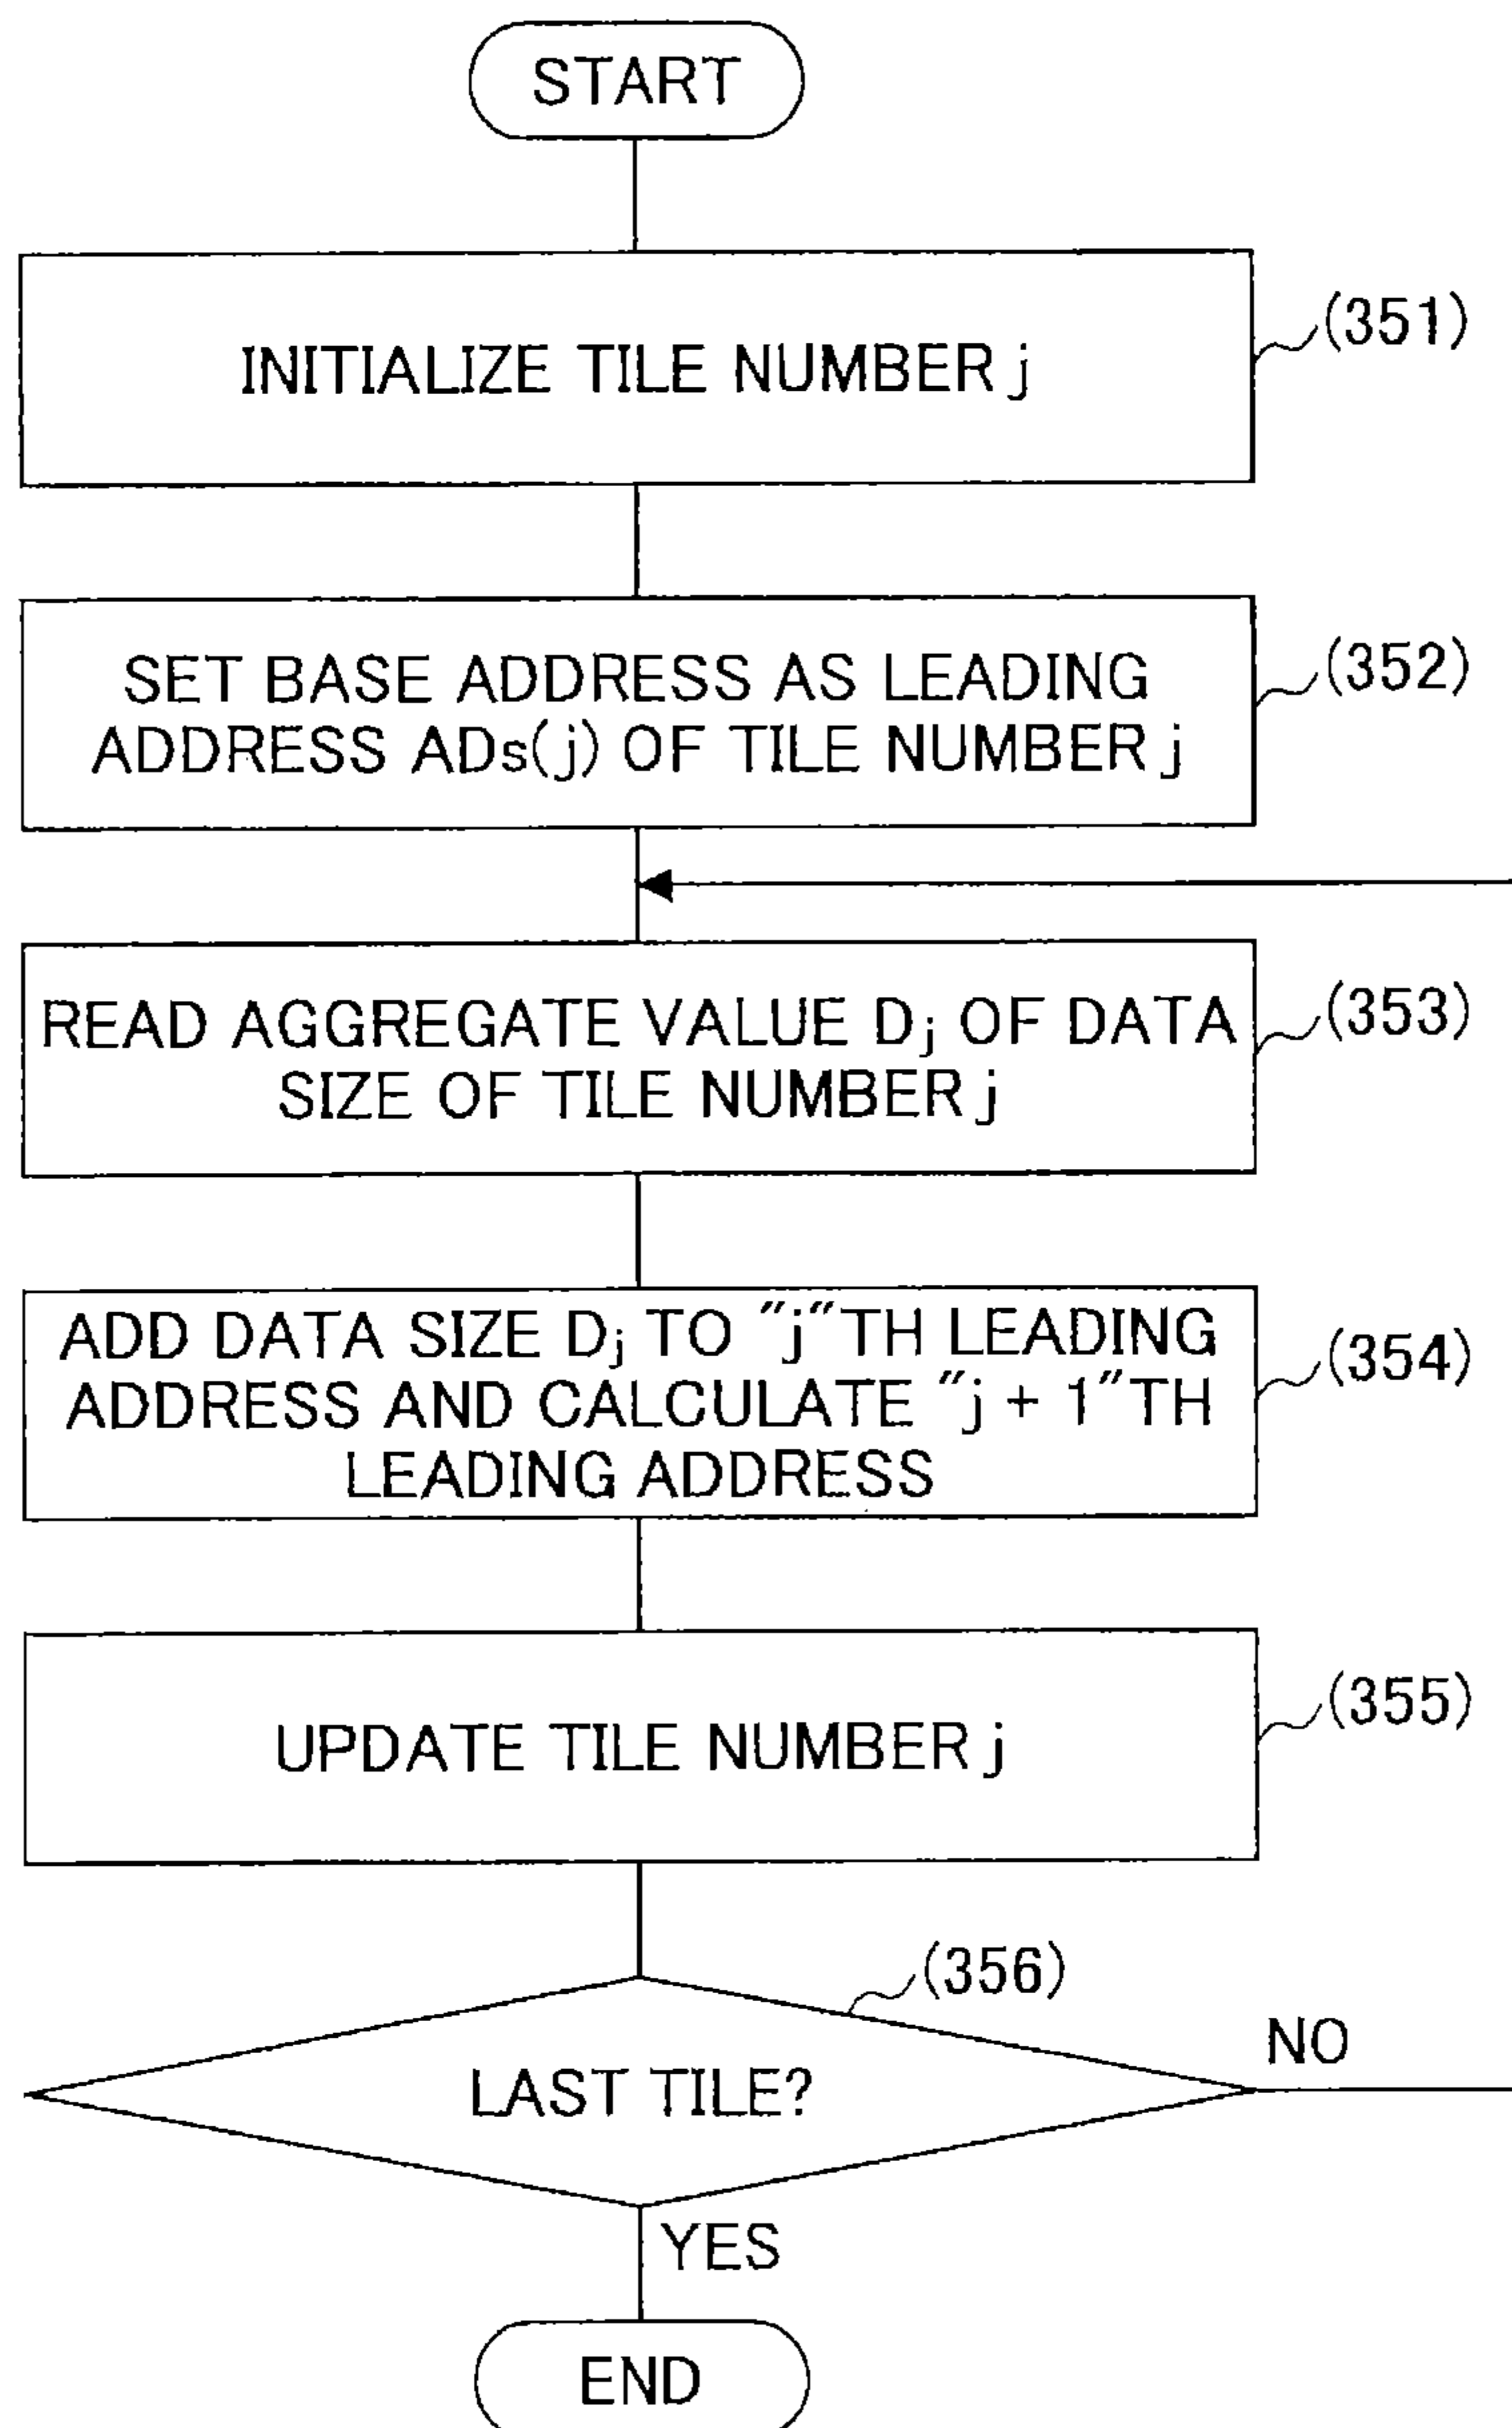 START
INITIALIZE TILE NUMBER j
(351)
SET BASE ADDRESS AS LEADING
ADDRESS ADs(j) OF TILE NUMBER j
(352)
READ AGGREGATE VALUE Dj OF DATA
SIZE OF TILE NUMBER j
(353)
ADD DATA SIZE Dj TO "j"TH LEADING
ADDRESS AND CALCULATE "j + 1"TH
LEADING ADDRESS
(354)
UPDATE TILE NUMBER j
(355)
(356)
LAST TILE?
NO
YES
END